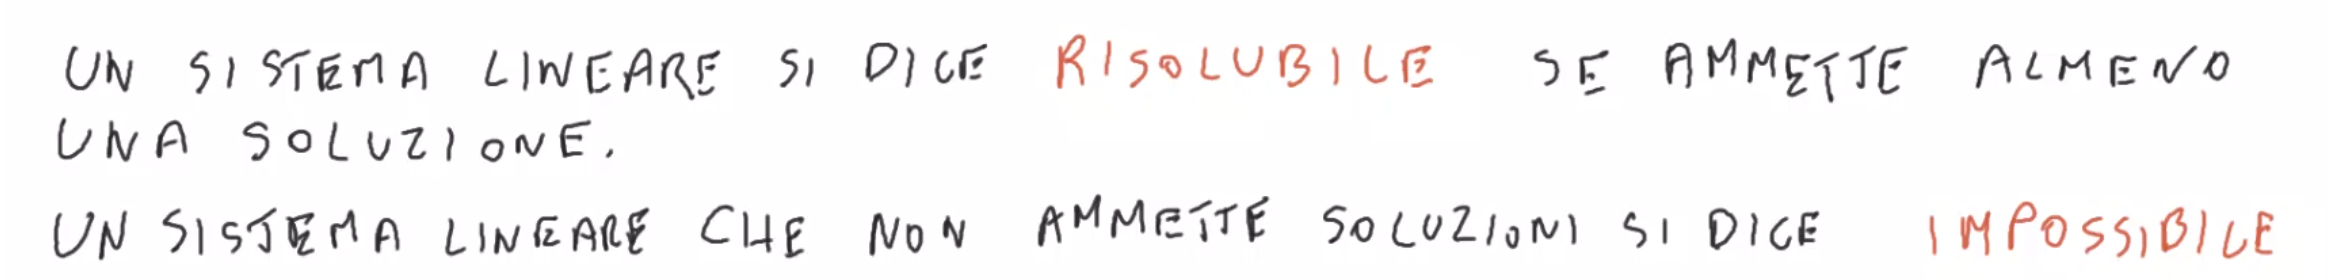 UN SISTEMA LINEARE SI DICE RISOLUBILE SE AMMETTE ALMENO
UNA SOLUZIONE.
UN SISTEMA LINEARE CHE NON AMMETTE SOLUZIONI SI DICE IMPOSSIBILE